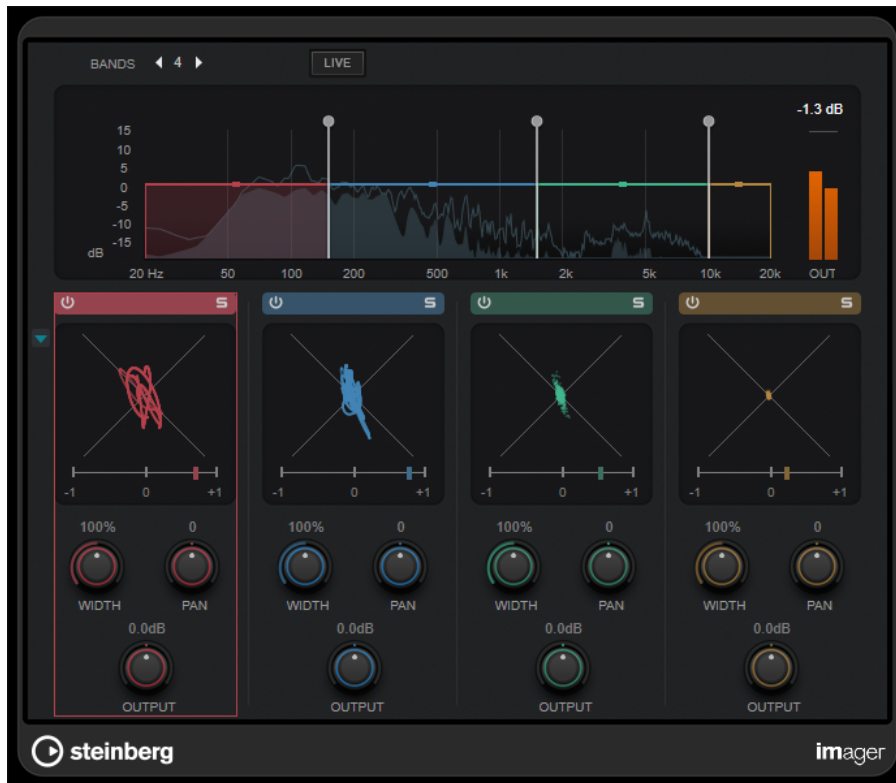 BANDS 4 LIVE
-1.3 dB
15
10
5
0
-5
-10
-15
dB
20 Hz 50 100 200 500 1k 2k 5k 10k 20k OUT
S S S S
-1 0 +1 -1 0 +1 -1 0 +1 -1 0 +1
100% 0 100% 0 100% 0 100% 0
WIDTH PAN WIDTH PAN WIDTH PAN WIDTH PAN
0.0dB 0.0dB 0.0dB 0.0dB
OUTPUT OUTPUT OUTPUT OUTPUT
steinberg imager